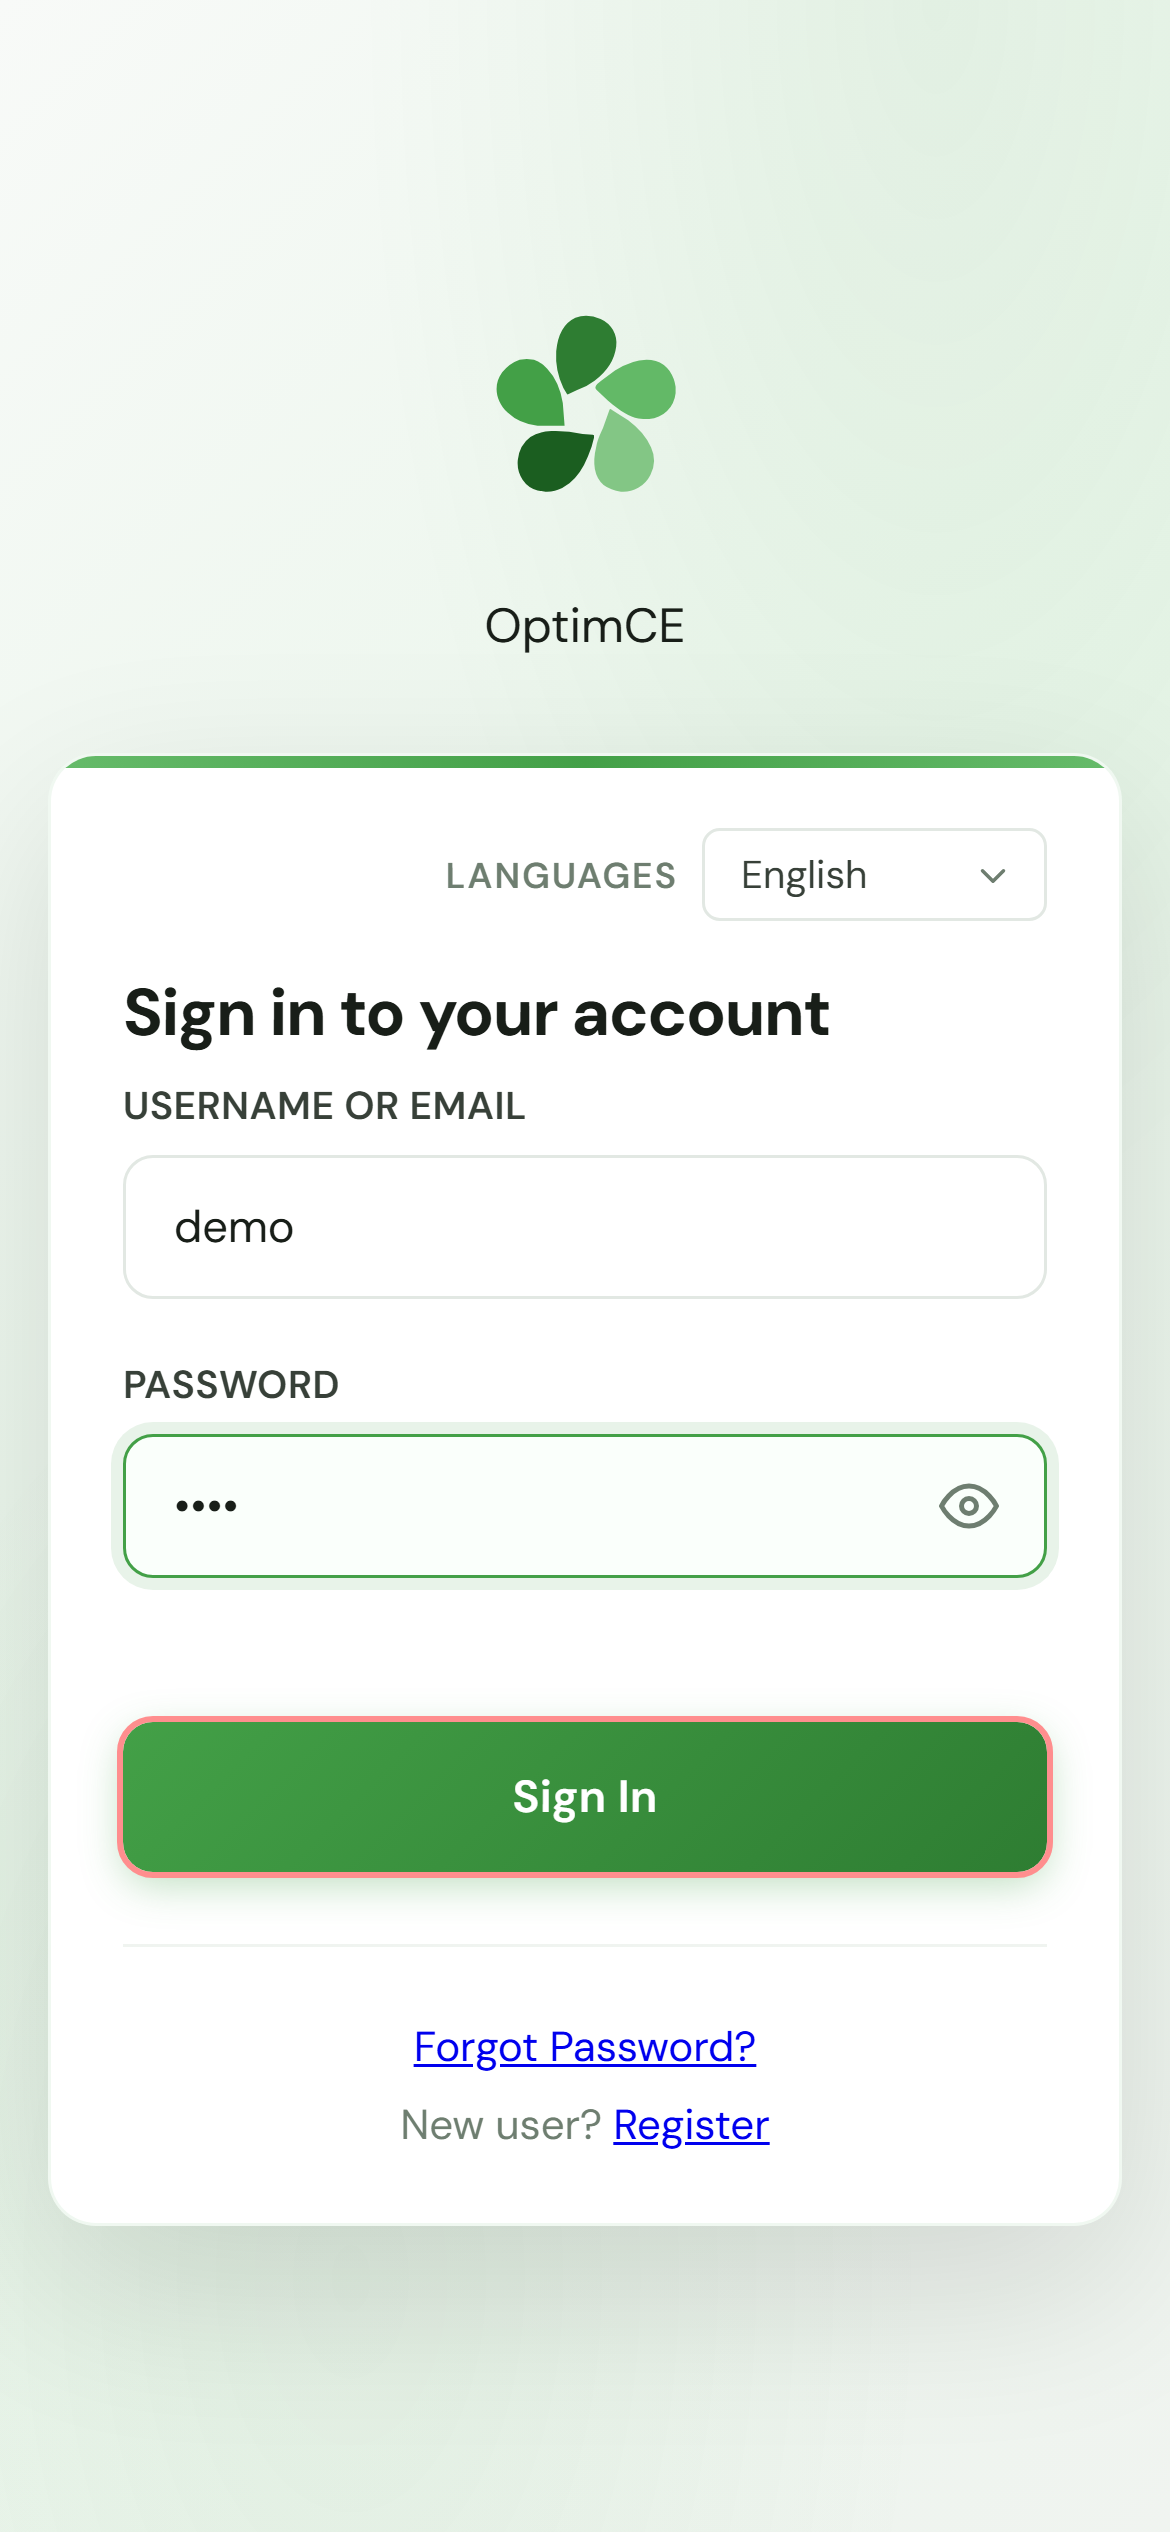 OptimCE
LANGUAGES English
Sign in to your account
USERNAME OR EMAIL
demo
PASSWORD
••••
Sign In
Forgot Password?
New user? Register